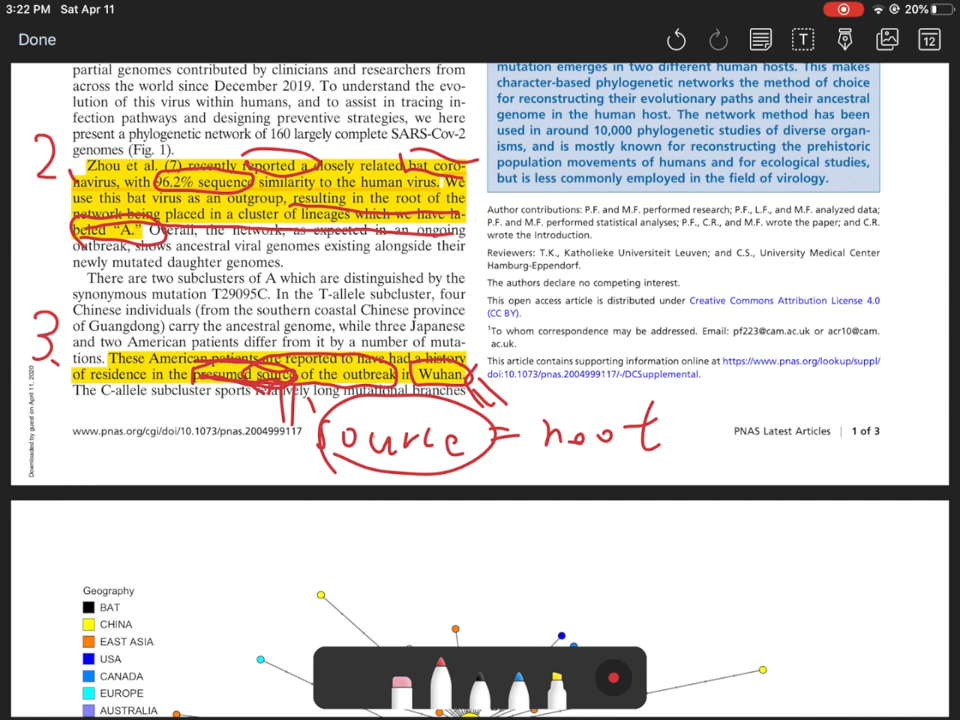 3:22 PM Sat Apr 11
20%
Done
T
12
partial genomes contributed by clinicians and researchers from
across the world since December 2019. To understand the evo-
lution of this virus within humans, and to assist in tracing in-
fection pathways and designing preventive strategies, we here
present a phylogenetic network of 160 largely complete SARS-Cov-2
genomes (Fig. 1).
2
Zhou et al. (7) recently reported a closely related bat coro-
navirus, with 96.2% sequence similarity to the human virus. We
use this bat virus as an outgroup, resulting in the root of the
network being placed in a cluster of lineages which we have la-
beled “A.” Overall, the network, as expected in an ongoing
outbreak, shows ancestral viral genomes existing alongside their
newly mutated daughter genomes.
There are two subclusters of A which are distinguished by the
synonymous mutation T29095C. In the T-allele subcluster, four
Chinese individuals (from the southern coastal Chinese province
of Guangdong) carry the ancestral genome, while three Japanese
and two American patients differ from it by a number of muta-
3.
tions. These American patients are reported to have had a history
of residence in the presumed source of the outbreak in Wuhan.
The C-allele subcluster sports relatively long mutational branches
source = root
mutation emerges in two different human hosts. This makes
character-based phylogenetic networks the method of choice
for reconstructing their evolutionary paths and their ancestral
genome in the human host. The network method has been
used in around 10,000 phylogenetic studies of diverse organ-
isms, and is mostly known for reconstructing the prehistoric
population movements of humans and for ecological studies,
but is less commonly employed in the field of virology.
Author contributions: P.F. and M.F. performed research; P.F., L.F., and M.F. analyzed data;
P.F. and M.F. performed statistical analyses; P.F., C.R., and M.F. wrote the paper; and C.R.
wrote the Introduction.
Reviewers: T.K., Katholieke Universiteit Leuven; and C.S., University Medical Center
Hamburg-Eppendorf.
The authors declare no competing interest.
This open access article is distributed under Creative Commons Attribution License 4.0
(CC BY).
1To whom correspondence may be addressed. Email: pf223@cam.ac.uk or acr10@cam.
ac.uk.
This article contains supporting information online at https://www.pnas.org/lookup/suppl/
doi:10.1073/pnas.2004999117/-/DCSupplemental.
Downloaded by guest on April 11, 2020
www.pnas.org/cgi/doi/10.1073/pnas.2004999117
PNAS Latest Articles | 1 of 3
Geography
BAT
CHINA
EAST ASIA
USA
CANADA
EUROPE
AUSTRALIA